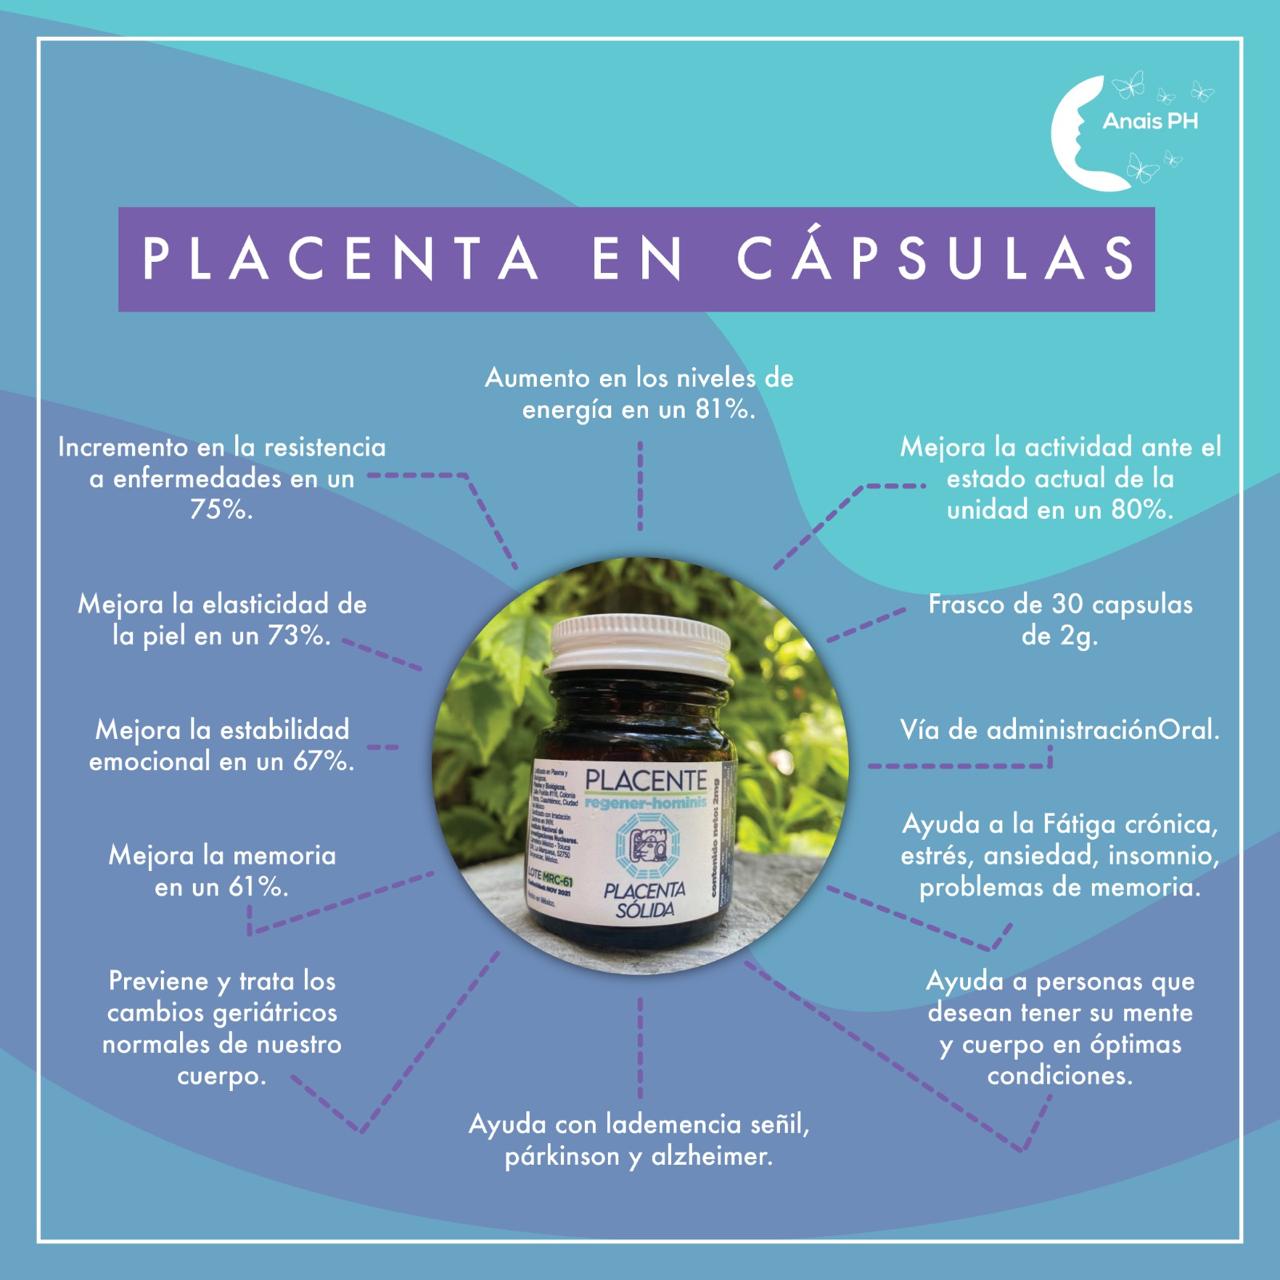 Anais PH
PLACENTA EN CÁPSULAS
Aumento en los niveles de
energía en un 81%.
Incremento en la resistencia
a enfermedades en un
75%.
Mejora la actividad ante el
estado actual de la
unidad en un 80%.
Mejora la elasticidad de
la piel en un 73%.
Frasco de 30 capsulas
de 2g.
Mejora la estabilidad
emocional en un 67%.
Vía de administraciónOral.
Mejora la memoria
en un 61%.
Ayuda a la Fátiga crónica,
estrés, ansiedad, insomnio,
problemas de memoria.
Previene y trata los
cambios geriátricos
normales de nuestro
cuerpo.
Ayuda a personas que
desean tener su mente
y cuerpo en óptimas
condiciones.
Ayuda con lademencia señil,
párkinson y alzheimer.
PLACENTE
regener-hominis
PLACENTA
SÓLIDA
contenido neto: 2mg
LOTE MRC-61
NOV 2021